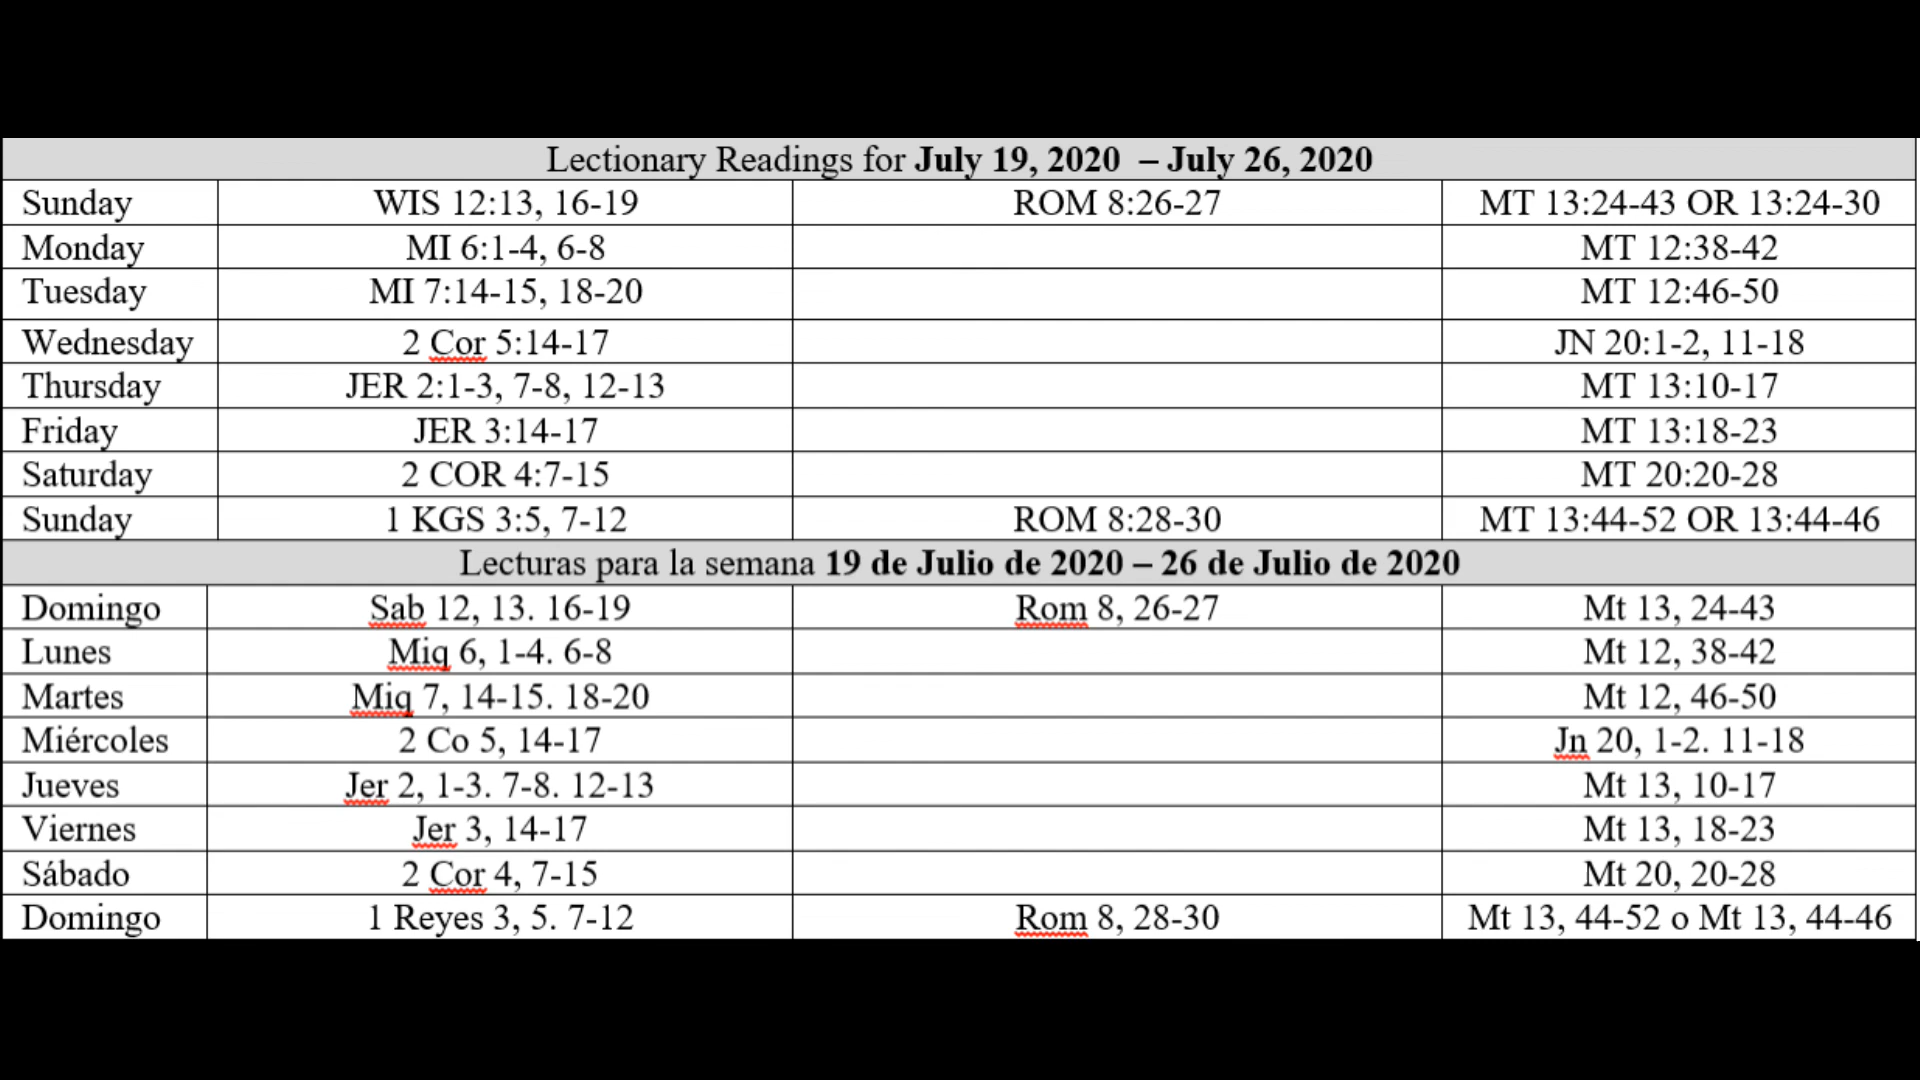 Lectionary Readings for July 19, 2020 – July 26, 2020
Sunday WIS 12:13, 16-19 ROM 8:26-27 MT 13:24-43 OR 13:24-30
Monday MI 6:1-4, 6-8 MT 12:38-42
Tuesday MI 7:14-15, 18-20 MT 12:46-50
Wednesday 2 Cor 5:14-17 JN 20:1-2, 11-18
Thursday JER 2:1-3, 7-8, 12-13 MT 13:10-17
Friday JER 3:14-17 MT 13:18-23
Saturday 2 COR 4:7-15 MT 20:20-28
Sunday 1 KGS 3:5, 7-12 ROM 8:28-30 MT 13:44-52 OR 13:44-46
Lecturas para la semana 19 de Julio de 2020 – 26 de Julio de 2020
Domingo Sab 12, 13. 16-19 Rom 8, 26-27 Mt 13, 24-43
Lunes Miq 6, 1-4. 6-8 Mt 12, 38-42
Martes Miq 7, 14-15. 18-20 Mt 12, 46-50
Miércoles 2 Co 5, 14-17 Jn 20, 1-2. 11-18
Jueves Jer 2, 1-3. 7-8. 12-13 Mt 13, 10-17
Viernes Jer 3, 14-17 Mt 13, 18-23
Sábado 2 Cor 4, 7-15 Mt 20, 20-28
Domingo 1 Reyes 3, 5. 7-12 Rom 8, 28-30 Mt 13, 44-52 o Mt 13, 44-46